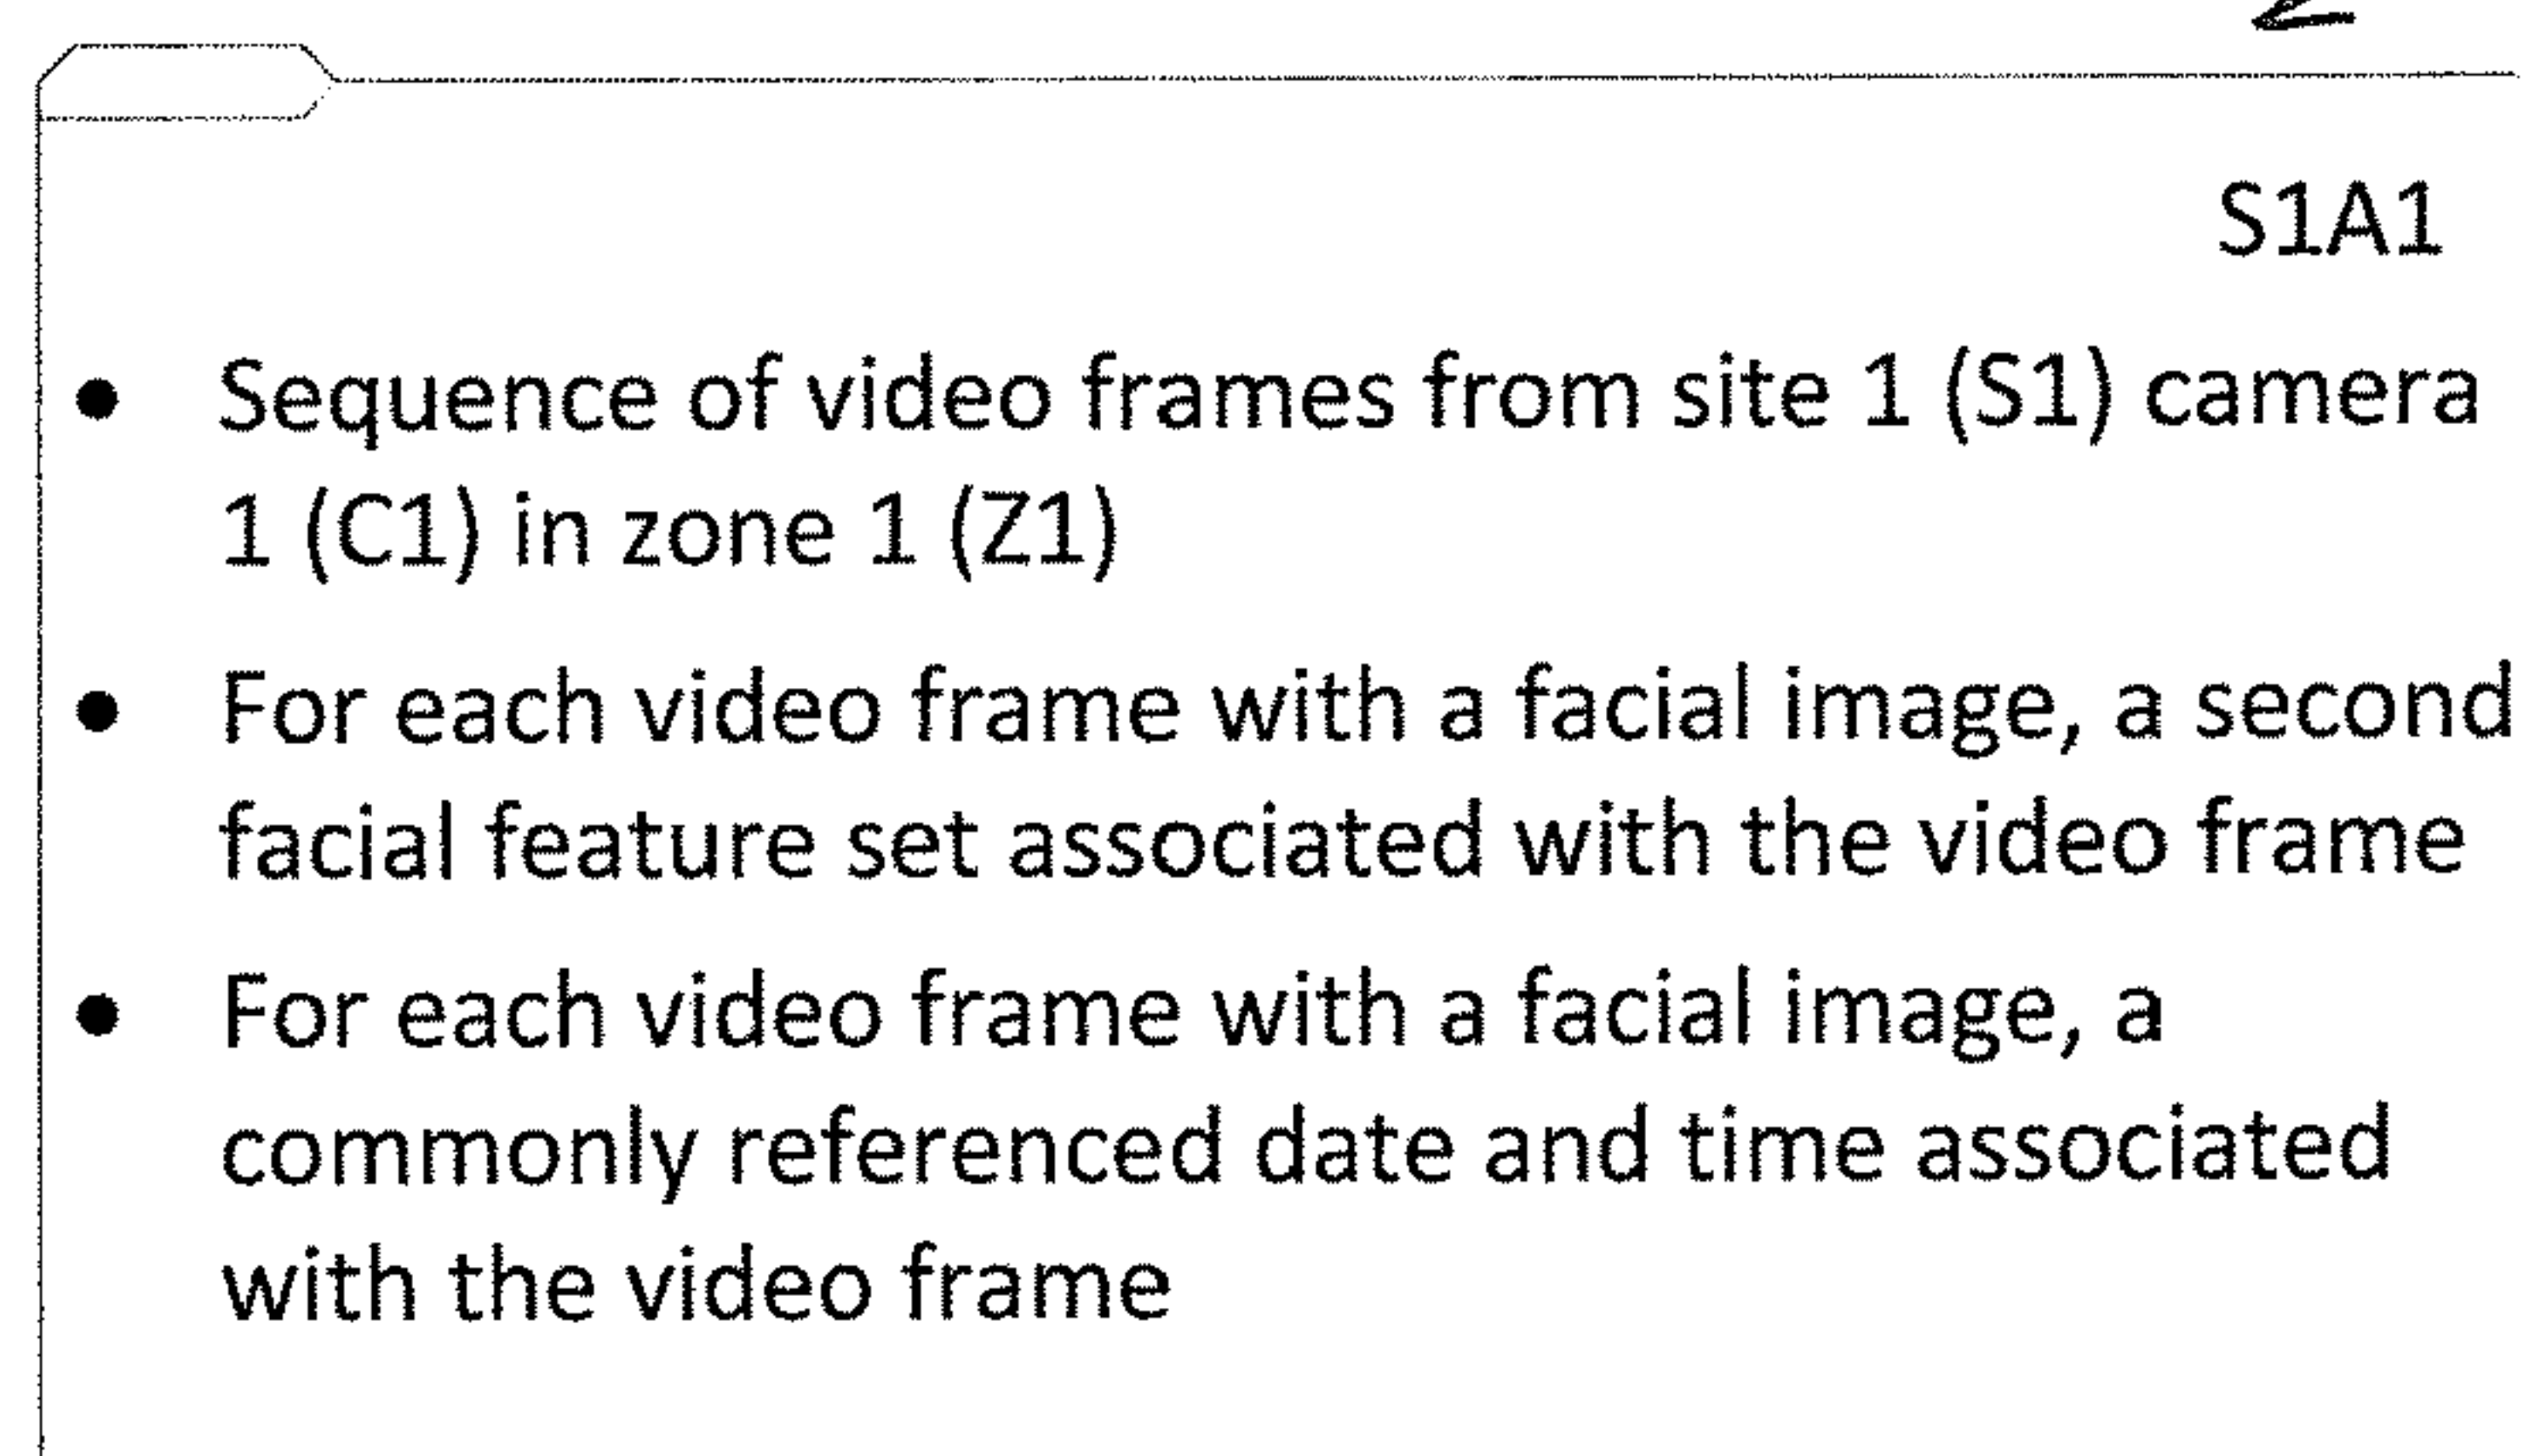 S1A1
• Sequence of video frames from site 1 (S1) camera
1 (C1) in zone 1 (Z1)
• For each video frame with a facial image, a second
facial feature set associated with the video frame
• For each video frame with a facial image, a
commonly referenced date and time associated
with the video frame